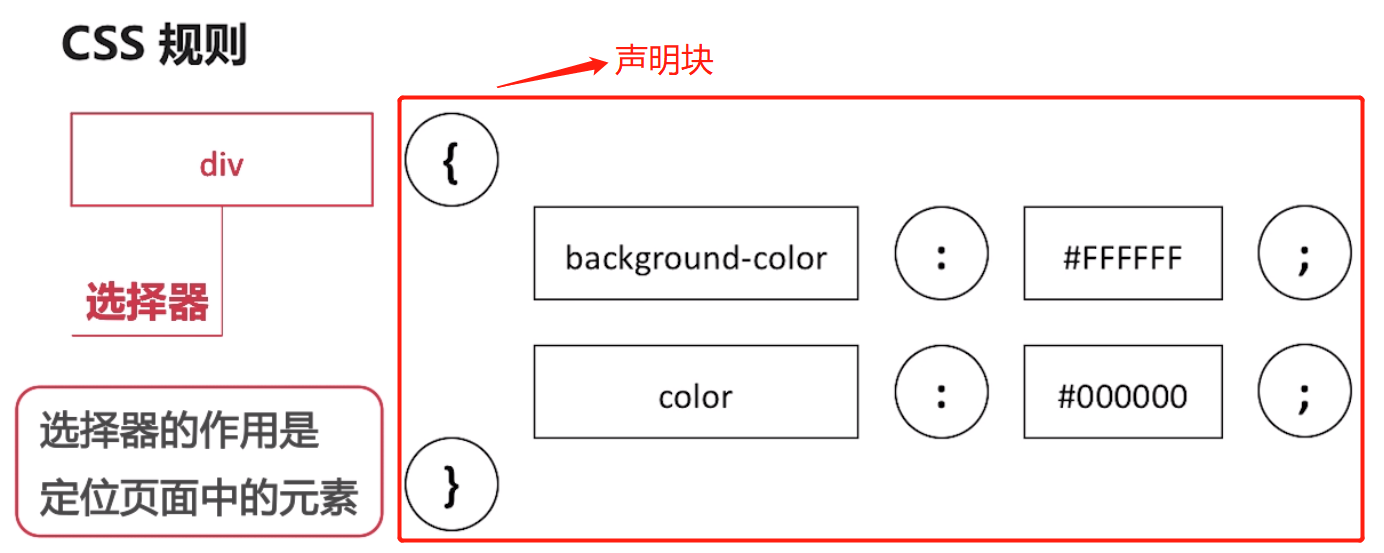 CSS 规则
声明块
div
{
background-color : #FFFFFF ;
选择器
color : #000000 ;
选择器的作用是
定位页面中的元素
}